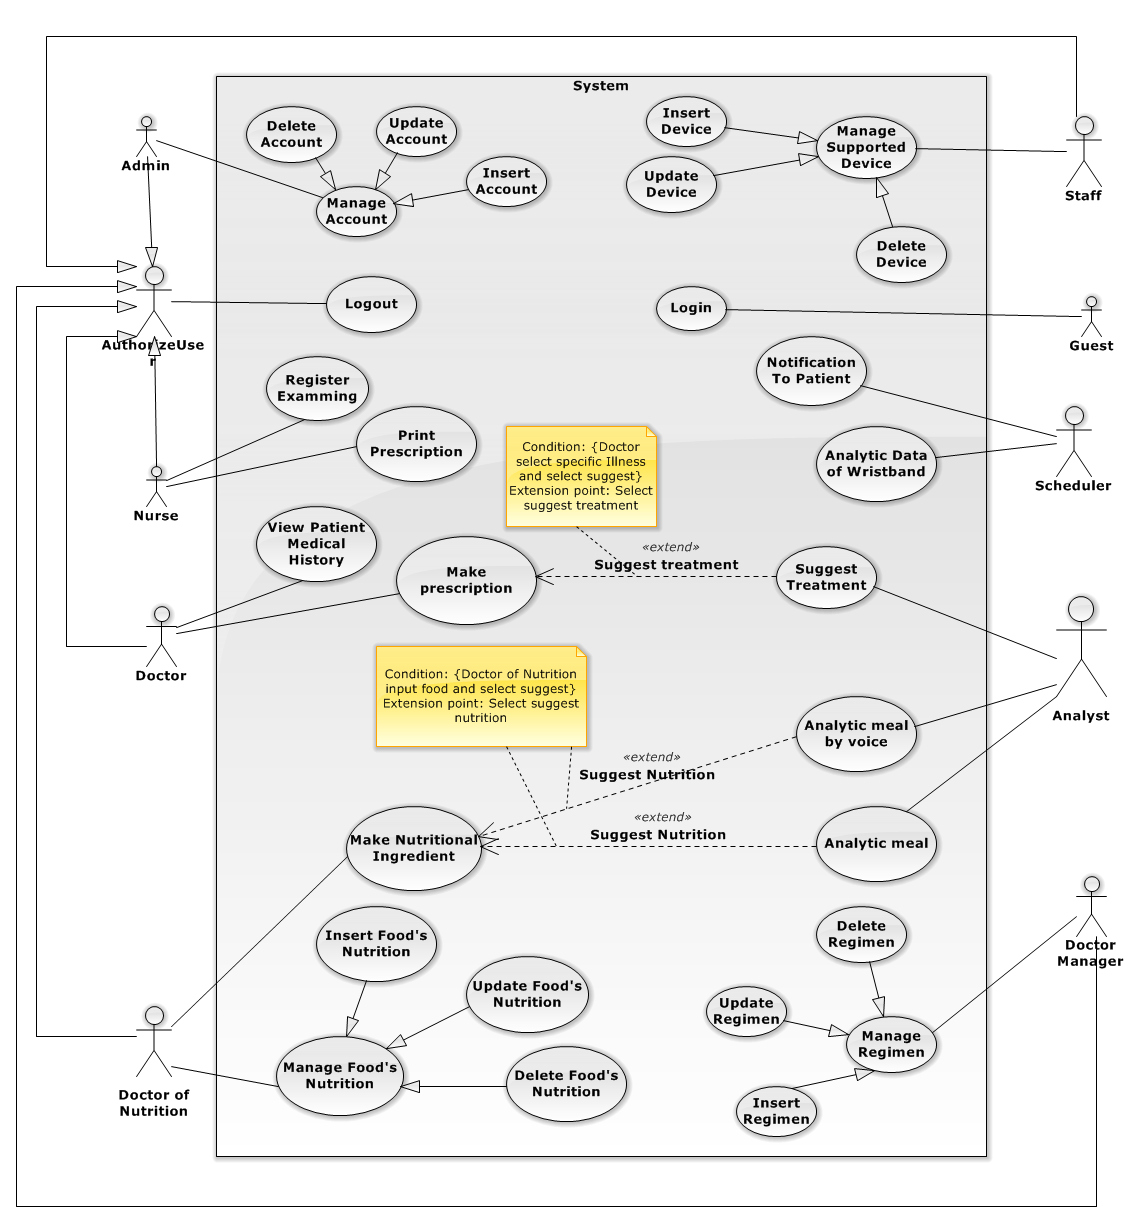 System
Delete
Account
Update
Account
Insert
Account
Manage
Account
Insert
Device
Update
Device
Manage
Supported
Device
Delete
Device
Admin
Staff
Logout
Login
AuthorizeUse
r
Guest
Register
Examming
Print
Prescription
Notification
To Patient
Analytic Data
of Wristband
Nurse
Scheduler
Condition: {Doctor
select specific Illness
and select suggest}
Extension point: Select
suggest treatment
View Patient
Medical
History
Make
prescription
«extend»
Suggest treatment
Suggest
Treatment
Doctor
Analyst
Condition: {Doctor of Nutrition
input food and select suggest}
Extension point: Select suggest
nutrition
Analytic meal
by voice
«extend»
Suggest Nutrition
«extend»
Suggest Nutrition
Make Nutritional
Ingredient
Analytic meal
Insert Food's
Nutrition
Update Food's
Nutrition
Manage Food's
Nutrition
Delete Food's
Nutrition
Delete
Regimen
Update
Regimen
Manage
Regimen
Insert
Regimen
Doctor
Manager
Doctor of
Nutrition